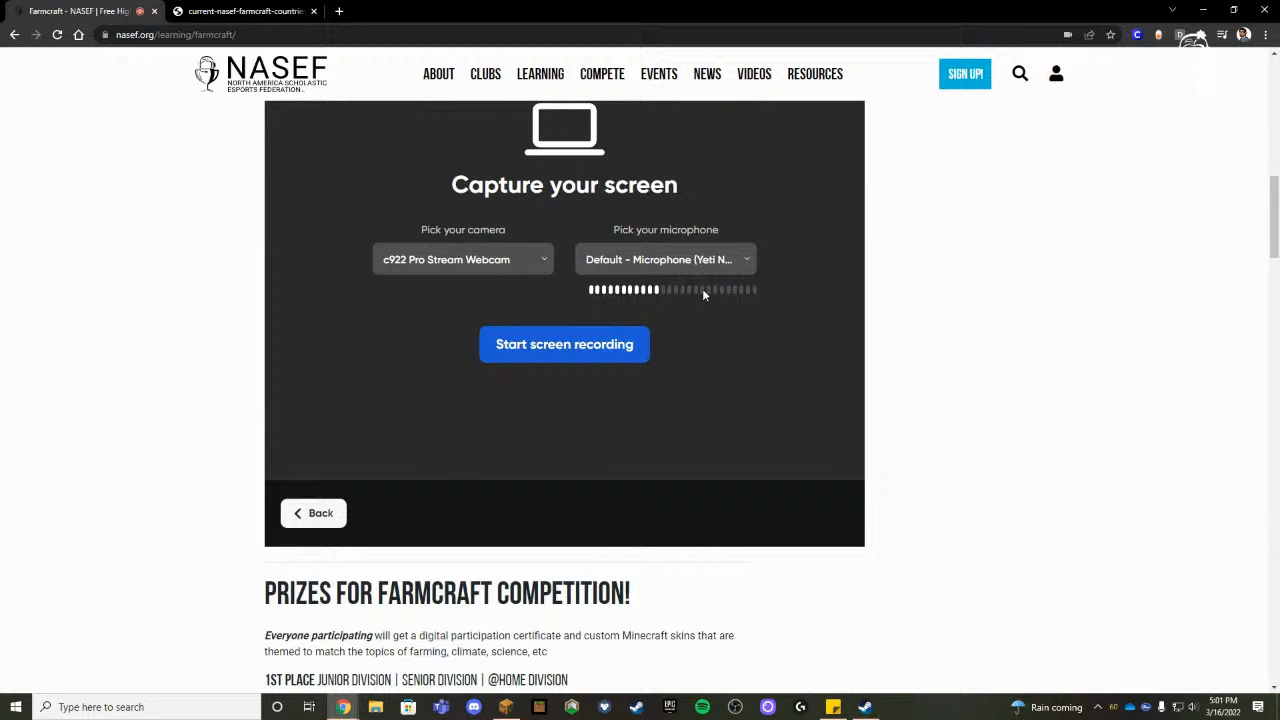 Farmcraft - NASEF | Free Hig
current-nasef-farmcraft-countrie
nasef.org/learning/farmcraft/
NASEF
NORTH AMERICA SCHOLASTIC
ESPORTS FEDERATION
ABOUT CLUBS LEARNING COMPETE EVENTS NEWS VIDEOS RESOURCES
SIGN UP!
Capture your screen
Pick your camera Pick your microphone
c922 Pro Stream Webcam Default - Microphone (Yeti N...
Start screen recording
Back
PRIZES FOR FARMCRAFT COMPETITION!
Everyone participating will get a digital participation certificate and custom Minecraft skins that are
themed to match the topics of farming, climate, science, etc
1ST PLACE JUNIOR DIVISION | SENIOR DIVISION | @HOME DIVISION
Type here to search
EPIC
Rain coming
60
5:01 PM
3/16/2022